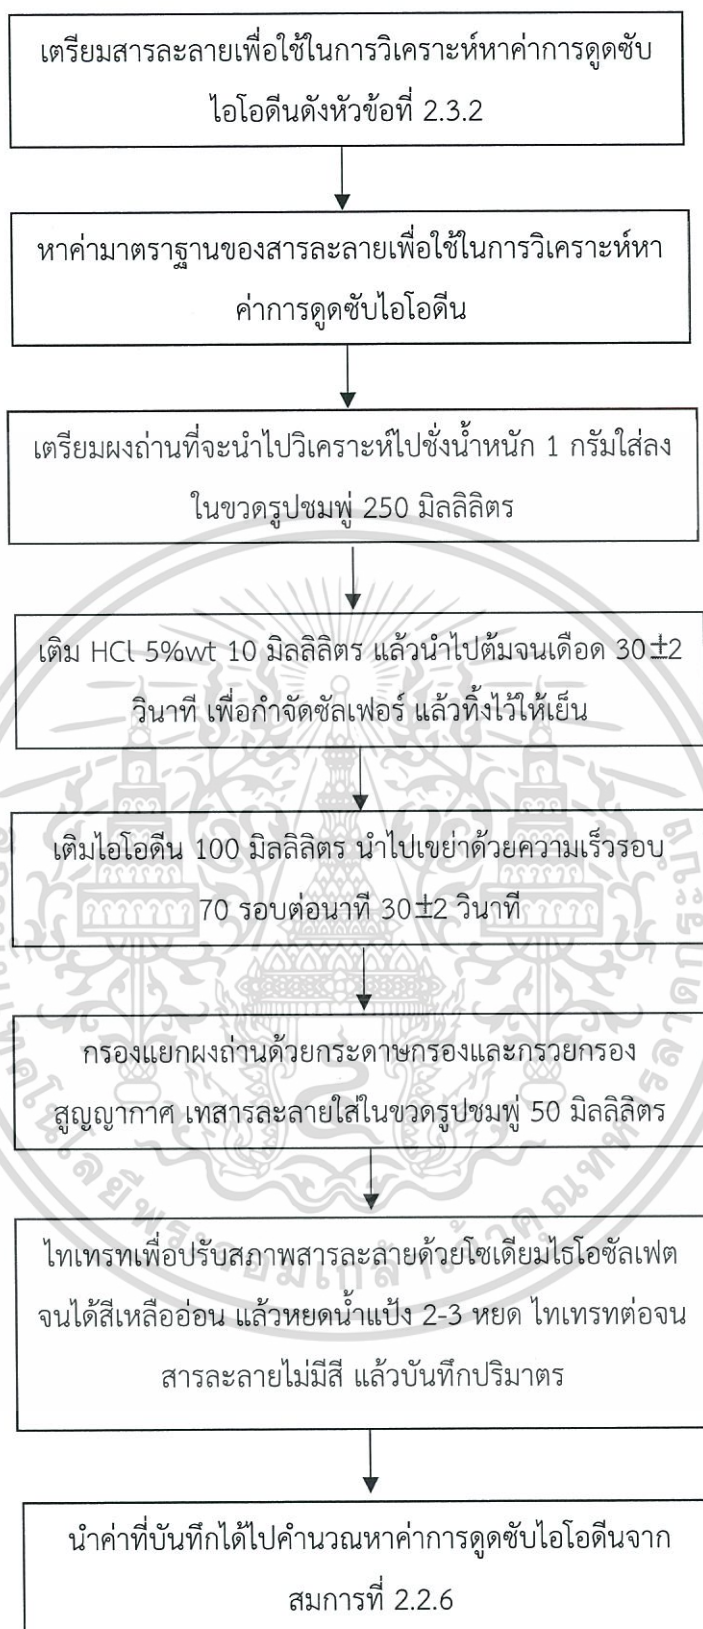 เตรียมสารละลายเพื่อใช้ในการวิเคราะห์หาค่าการดูดซับ
ไอโอดีนดังหัวข้อที่ 2.3.2
หาค่ามาตราฐานของสารละลายเพื่อใช้ในการวิเคราะห์หา
ค่าการดูดซับไอโอดีน
เตรียมผงถ่านที่จะนำไปวิเคราะห์ไปชั่งน้ำหนัก 1 กรัมใส่ลง
ในขวดรูปชมพู่ 250 มิลลิลิตร
เติม HCl 5%wt 10 มิลลิลิตร แล้วนำไปต้มจนเดือด 30±2
วินาที เพื่อกำจัดซัลเฟอร์ แล้วทิ้งไว้ให้เย็น
เติมไอโอดีน 100 มิลลิลิตร นำไปเขย่าด้วยความเร็วรอบ
70 รอบต่อนาที 30±2 วินาที
กรองแยกผงถ่านด้วยกระดาษกรองและกรวยกรอง
สูญญากาศ เทสารละลายใส่ในขวดรูปชมพู่ 50 มิลลิลิตร
ไทเทรทเพื่อปรับสภาพสารละลายด้วยโซเดียมไธโอซัลเฟต
จนได้สีเหลืออ่อน แล้วหยดน้ำแป้ง 2-3 หยด ไทเทรทต่อจน
สารละลายไม่มีสี แล้วบันทึกปริมาตร
นำค่าที่บันทึกได้ไปคำนวณหาค่าการดูดซับไอโอดีนจาก
สมการที่ 2.2.6